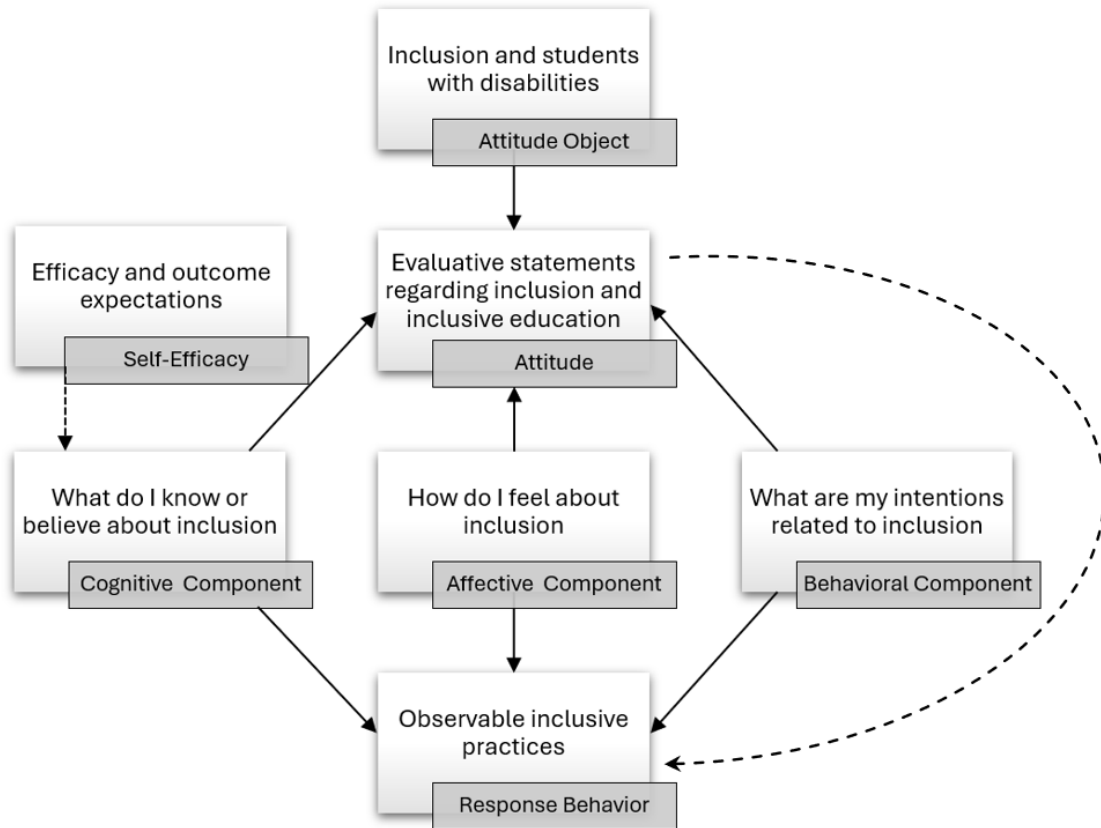 Inclusion and students
with disabilities
Attitude Object
Efficacy and outcome
expectations
Self-Efficacy
Evaluative statements
regarding inclusion and
inclusive education
Attitude
What do I know or
believe about inclusion
Cognitive Component
How do I feel about
inclusion
Affective Component
What are my intentions
related to inclusion
Behavioral Component
Observable inclusive
practices
Response Behavior